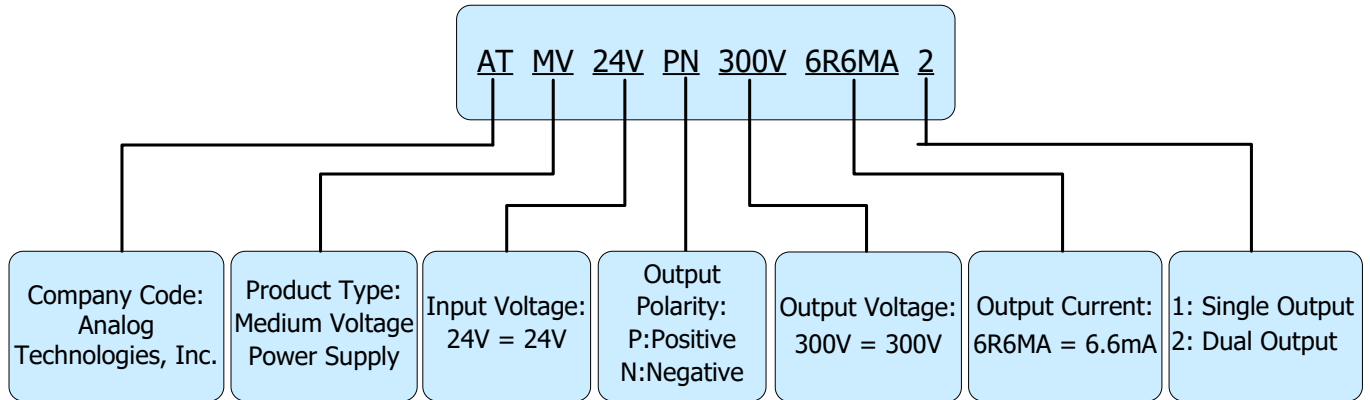 AT MV 24V PN 300V 6R6MA 2
Company Code:
Analog
Technologies, Inc.
Product Type:
Medium Voltage
Power Supply
Input Voltage:
24V = 24V
Output
Polarity:
P:Positive
N:Negative
Output Voltage:
300V = 300V
Output Current:
6R6MA = 6.6mA
1: Single Output
2: Dual Output